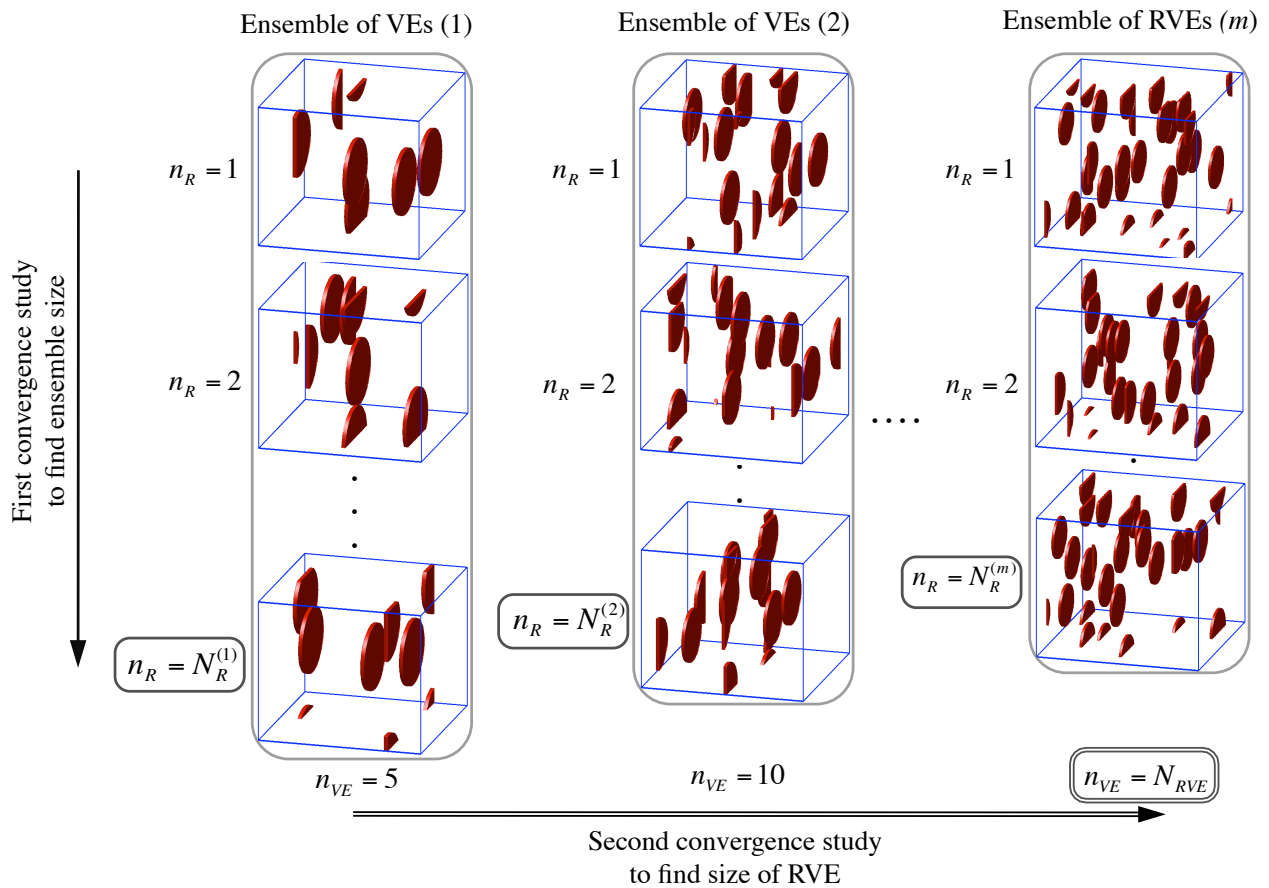 Ensemble of VEs (1)
Ensemble of VEs (2)
Ensemble of RVEs (m)
n_R = 1
n_R = 1
n_R = 1
First convergence study
to find ensemble size
n_R = 2
n_R = 2
n_R = 2
. . . .
n_R = N_R^(1)
n_R = N_R^(2)
n_R = N_R^(m)
n_VE = 5
n_VE = 10
n_VE = N_RVE
Second convergence study
to find size of RVE